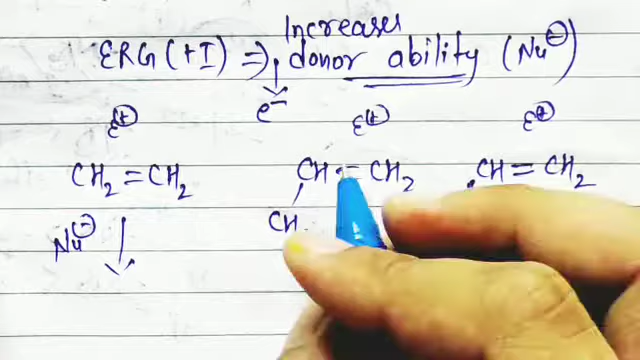 Increases
ERG (+I) ⇒, donor ability (Nu⊖)
e⁻
E⊕ E⊕ E⊕
CH₂=CH₂ CH=CH₂ CH=CH₂
Nu⊖ CH